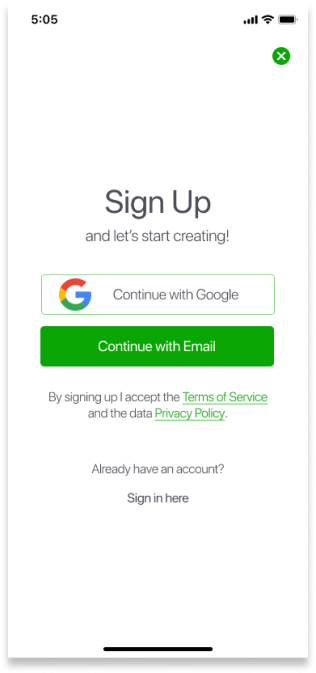 5:05
Sign Up
and let's start creating!
Continue with Google
Continue with Email
By signing up I accept the Terms of Service
and the data Privacy Policy.
Already have an account?
Sign in here